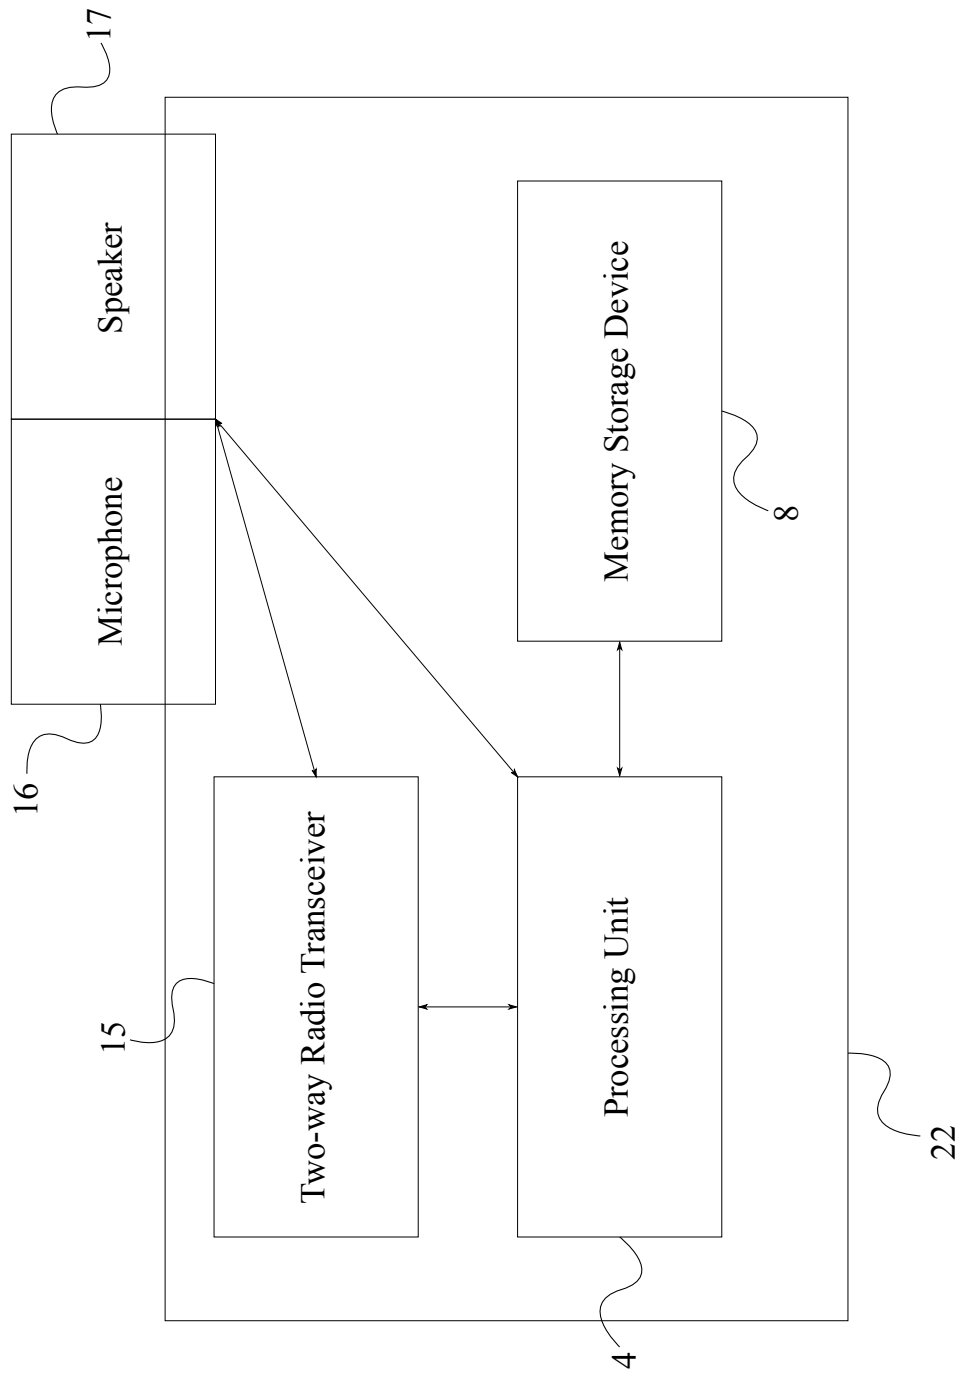 16
15
Microphone
Speaker
17
Two-way Radio Transceiver
4
Processing Unit
Memory Storage Device
8
22